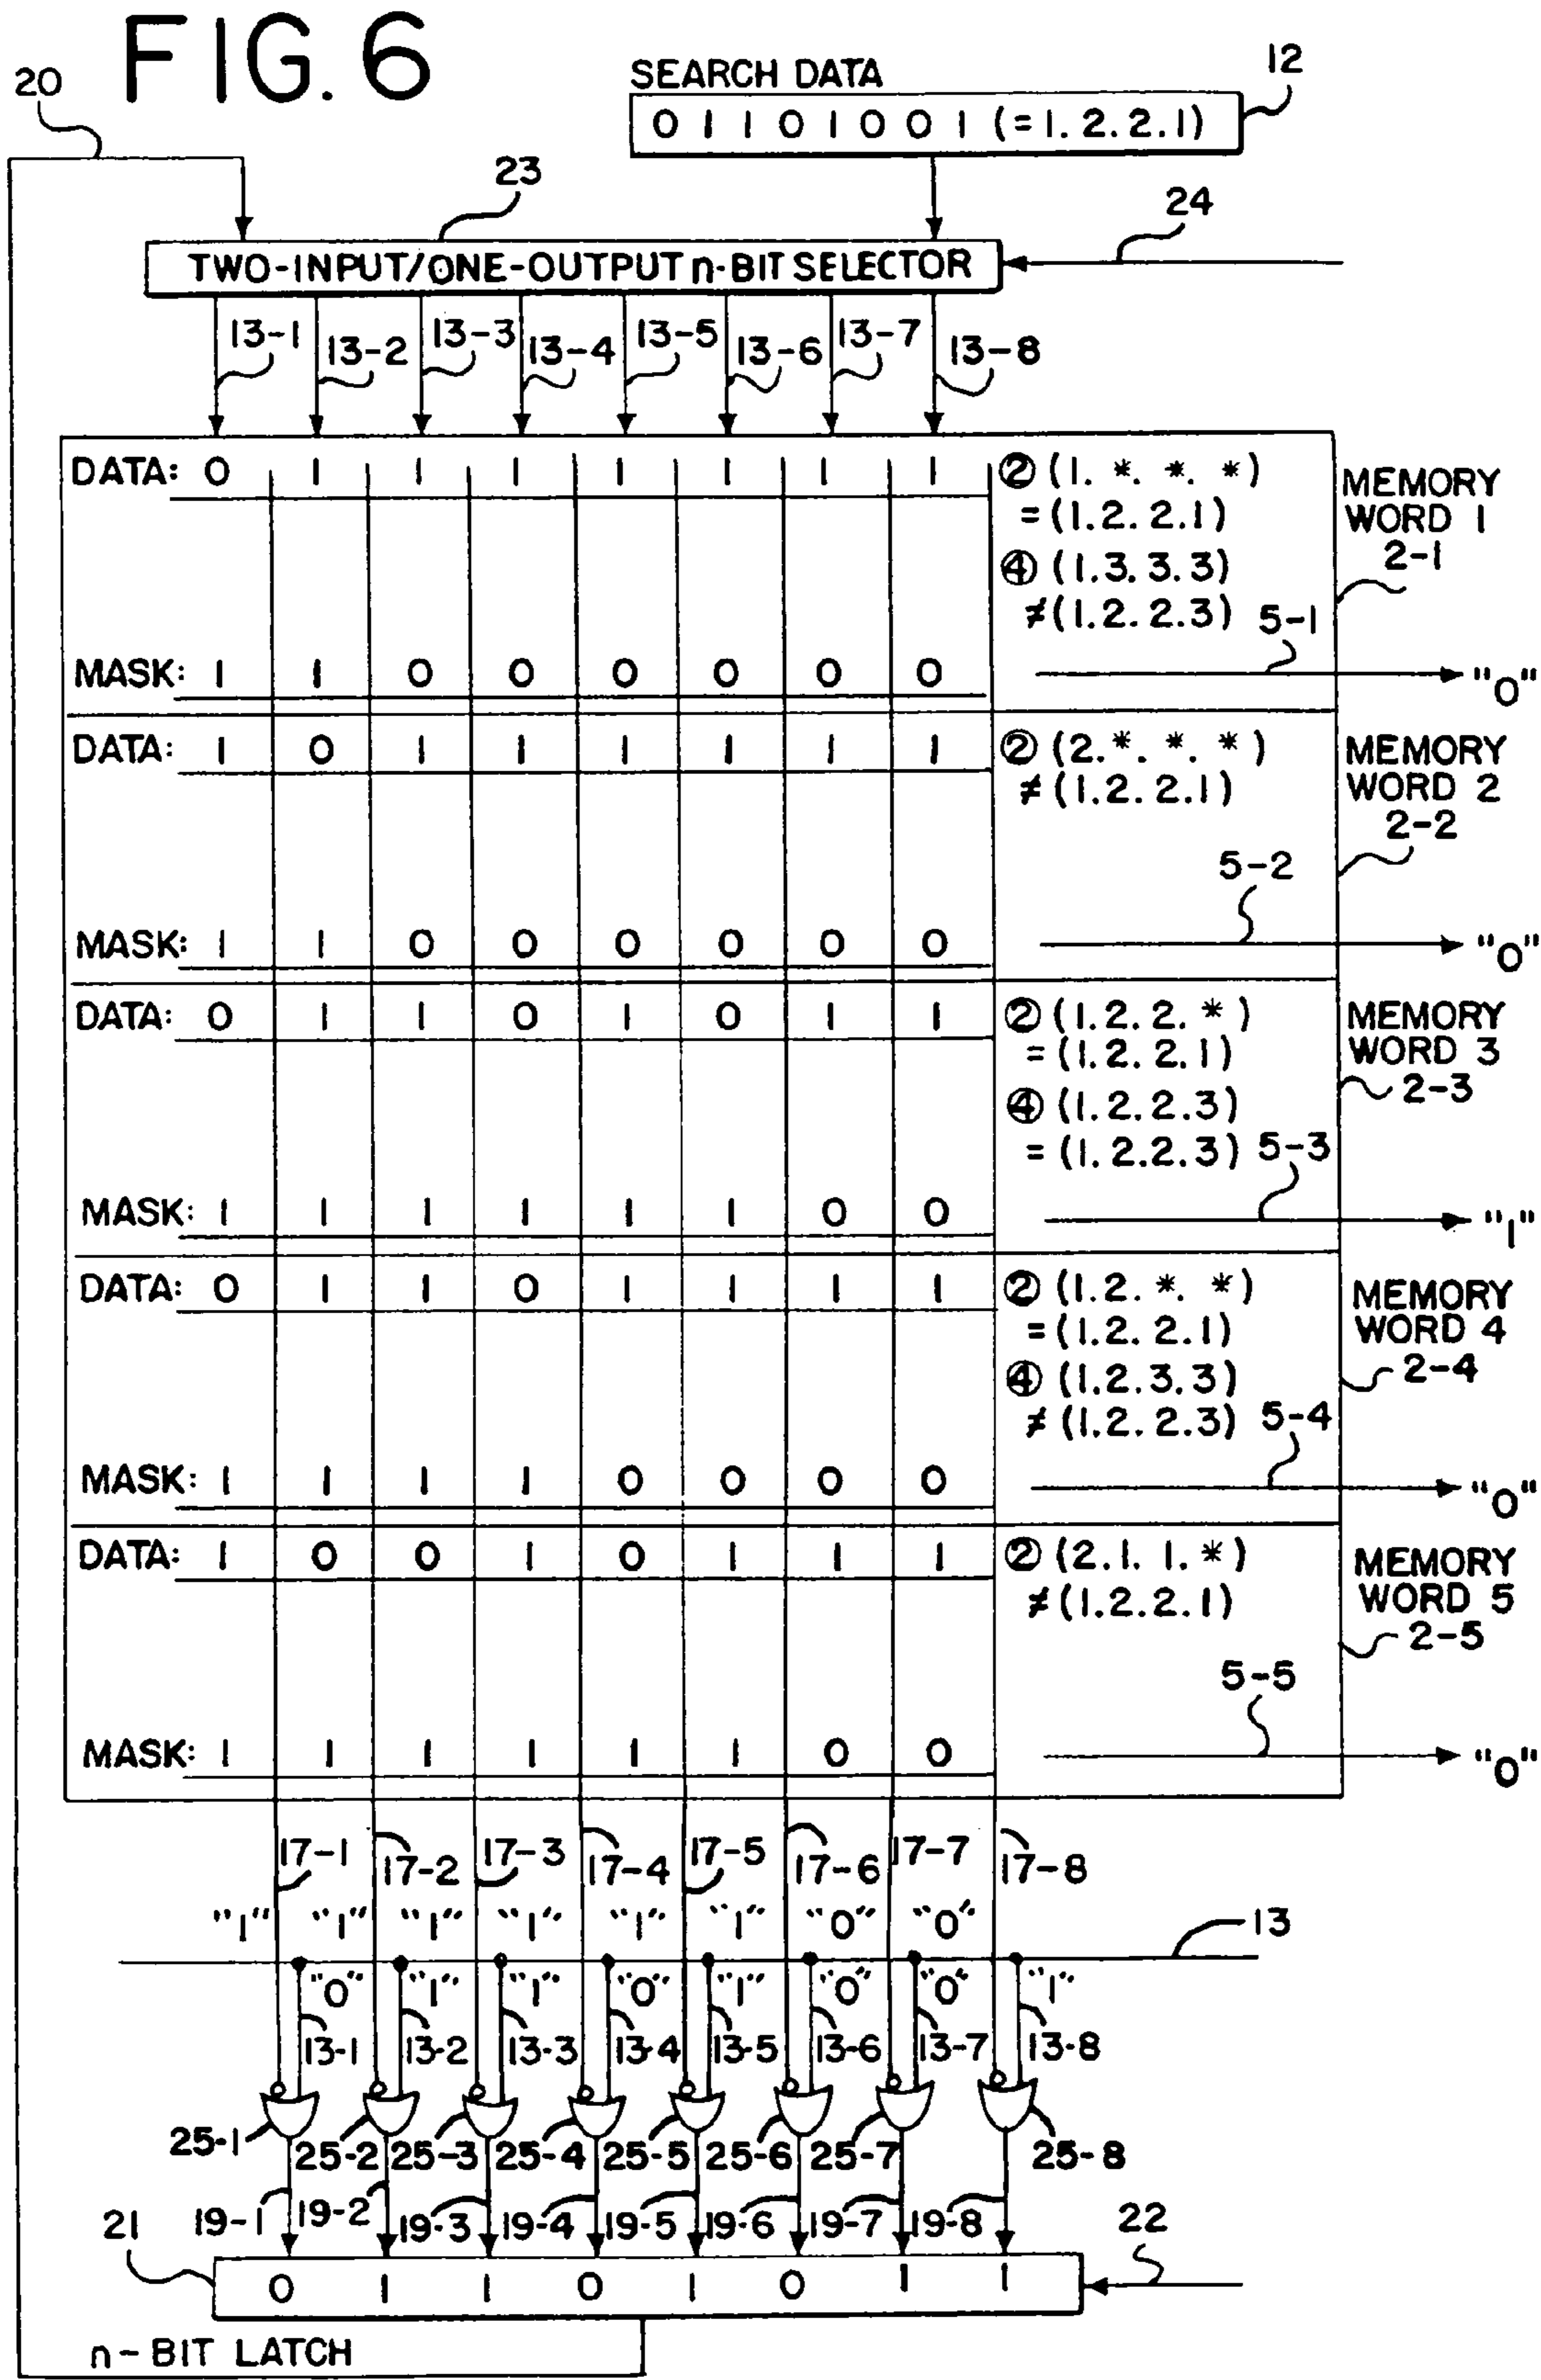 FIG. 6
20
SEARCH DATA
12
0 1 1 0 1 0 0 1 (=1.2.2.1)
23
24
TWO-INPUT/ONE-OUTPUT n-BIT SELECTOR
13-1 13-2 13-3 13-4 13-5 13-6 13-7 13-8
DATA: 0 1 1 1 1 1 1 1 ② (1. *. *. *)
= (1.2.2.1)
④ (1.3.3.3)
≠ (1.2.2.3)
MEMORY
WORD 1
2-1
5-1
MASK: 1 1 0 0 0 0 0 0 "0"
DATA: 1 0 1 1 1 1 1 1 ② (2.*. *. *)
≠ (1.2.2.1)
MEMORY
WORD 2
2-2
5-2
MASK: 1 1 0 0 0 0 0 0 "0"
DATA: 0 1 1 0 1 0 1 1 ② (1.2.2.*)
= (1.2.2.1)
④ (1.2.2.3)
= (1.2.2.3)
MEMORY
WORD 3
2-3
5-3
MASK: 1 1 1 1 1 1 0 0 "1"
DATA: 0 1 1 0 1 1 1 1 ② (1.2. *. *)
= (1.2.2.1)
④ (1.2.3.3)
≠ (1.2.2.3)
MEMORY
WORD 4
2-4
5-4
MASK: 1 1 1 1 0 0 0 0 "0"
DATA: 1 0 0 1 0 1 1 1 ② (2.1.1.*)
≠ (1.2.2.1)
MEMORY
WORD 5
2-5
5-5
MASK: 1 1 1 1 1 1 0 0 "0"
17-1 17-2 17-3 17-4 17-5 17-6 17-7 17-8
"1" "1" "1" "1" "1" "1" "0" "0"
13
"0" "1" "1" "0" "1" "0" "0" "1"
13-1 13-2 13-3 13-4 13-5 13-6 13-7 13-8
25-1 25-2 25-3 25-4 25-5 25-6 25-7 25-8
19-1 19-2 19-3 19-4 19-5 19-6 19-7 19-8
21
22
0 1 1 0 1 0 1 1
n-BIT LATCH